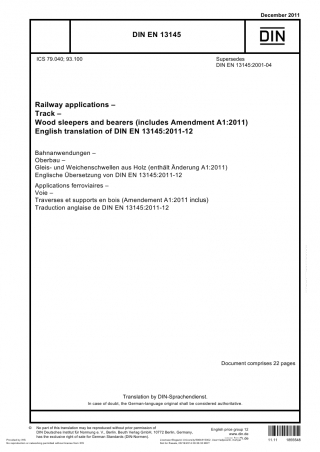 December 2011
DIN EN 13145
DIN
ICS 79.040; 93.100
Supersedes
DIN EN 13145:2001-04
Railway applications –
Track –
Wood sleepers and bearers (includes Amendment A1:2011)
English translation of DIN EN 13145:2011-12
Bahnanwendungen –
Oberbau –
Gleis- und Weichenschwellen aus Holz (enthält Änderung A1:2011)
Englische Übersetzung von DIN EN 13145:2011-12
Applications ferroviaires –
Voie –
Traverses et supports en bois (Amendement A1:2011 inclus)
Traduction anglaise de DIN EN 13145:2011-12
Document comprises 22 pages
Translation by DIN-Sprachendienst.
In case of doubt, the German-language original shall be considered authoritative.
© No part of this translation may be reproduced without prior permission of
DIN Deutsches Institut für Normung e. V., Berlin. Beuth Verlag GmbH, 10772 Berlin, Germany,
has the exclusive right of sale for German Standards (DIN-Normen).
English price group 12
www.din.de